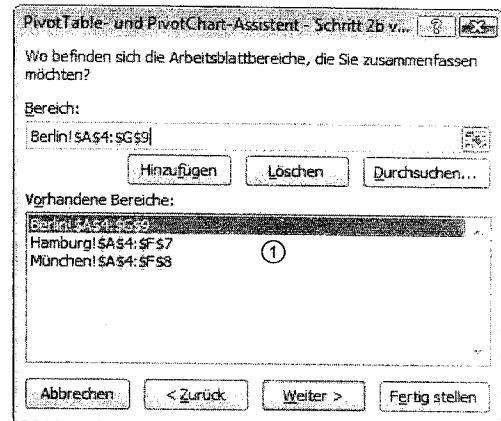 PivotTable- und PivotChart-Assistent - Schritt 2b v...
Wo befinden sich die Arbeitsblattbereiche, die Sie zusammenfassen
möchten?
Bereich:
Berlin!$A$4:$G$9
Hinzufügen Löschen Durchsuchen...
Vorhandene Bereiche:
Berlin!$A$4:$G$9
Hamburg!$A$4:$F$7
München!$A$4:$F$8
①
Abbrechen < Zurück Weiter > Fertig stellen